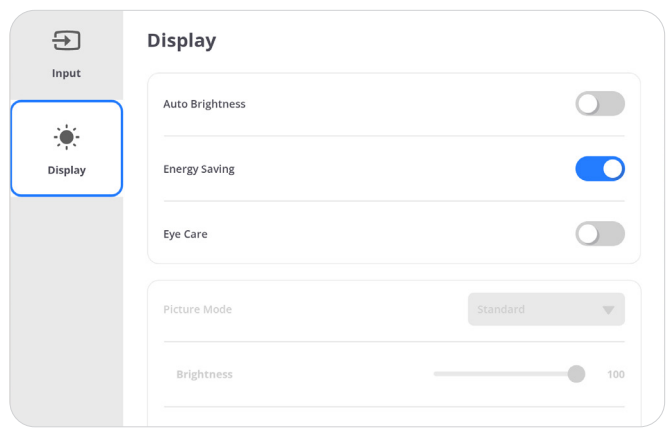 Input
Display
Display
Auto Brightness
Energy Saving
Eye Care
Picture Mode
Standard
Brightness
100